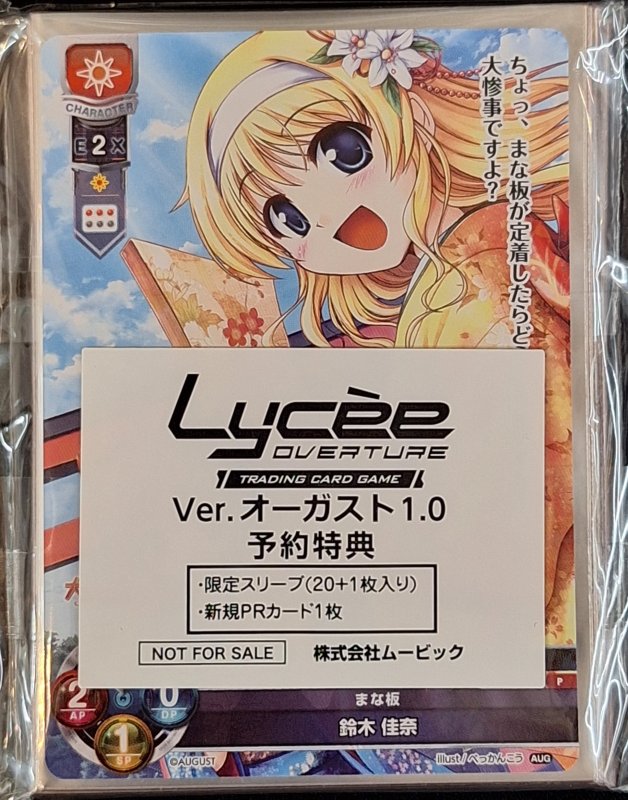 CHARACTER
E 2 X
ちょっ、まな板が定着したらど
大惨事ですよ?
Lycèe
OVERTURE
TRADING CARD GAME
Ver.オーガスト1.0
予約特典
・限定スリーブ(20+1枚入り)
・新規PRカード1枚
NOT FOR SALE 株式会社ムービック
P
2
AP
0
DP
1
SP
まな板
鈴木 佳奈
©AUGUST
illust/べっかんこう AUG